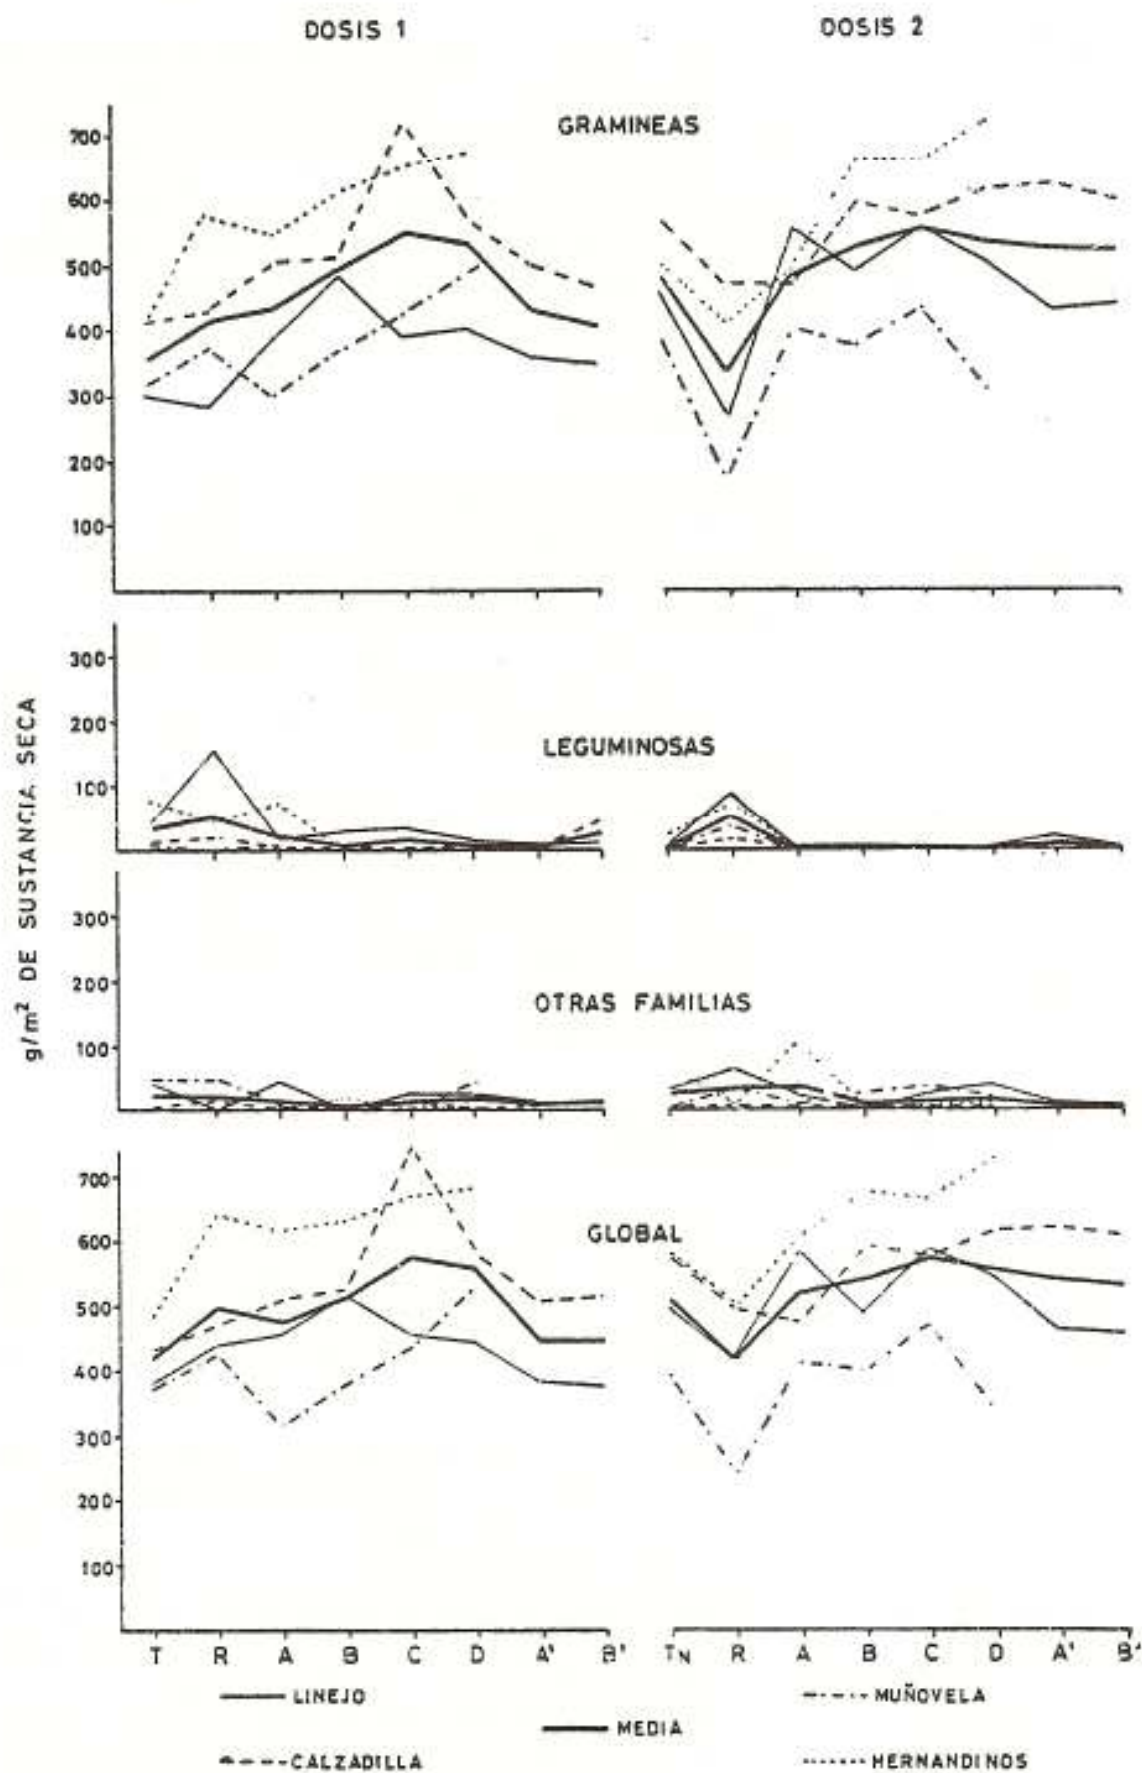 DOSIS 1
DOSIS 2
GRAMINEAS
700
600
500
400
300
200
100
g/m² DE SUSTANCIA SECA
300
200
100
LEGUMINOSAS
300
200
100
OTRAS FAMILIAS
700
600
500
400
300
200
100
GLOBAL
T R A B C D A' B'
TN R A B C D A' B'
LINEJO
MUÑOVELA
MEDIA
CALZADILLA
HERNANDINOS